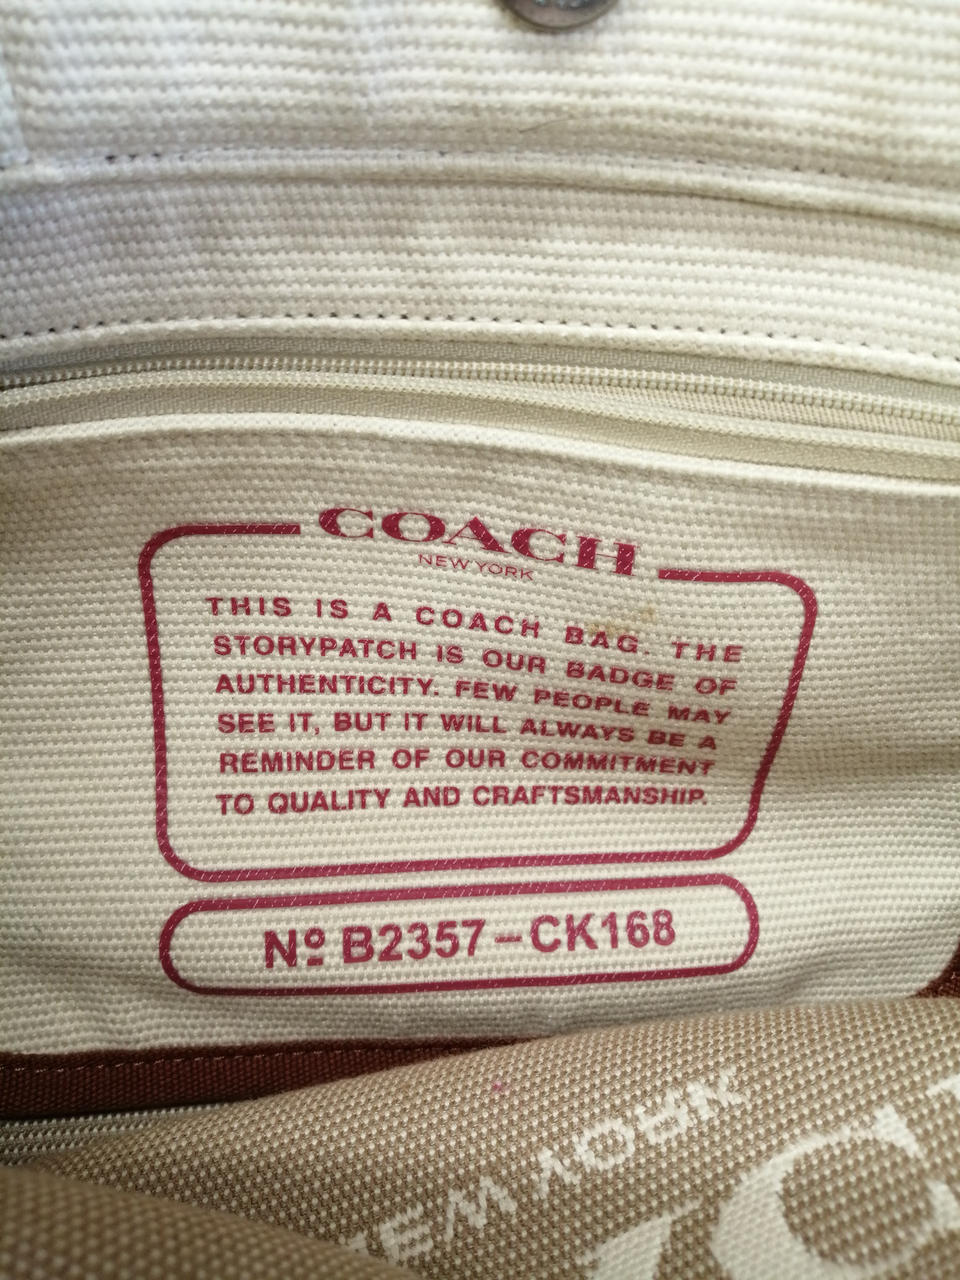 COACH
NEW YORK
THIS IS A COACH BAG. THE
STORYPATCH IS OUR BADGE OF
AUTHENTICITY. FEW PEOPLE MAY
SEE IT, BUT IT WILL ALWAYS BE A
REMINDER OF OUR COMMITMENT
TO QUALITY AND CRAFTSMANSHIP.
Nº B2357-CK168
EW YORK